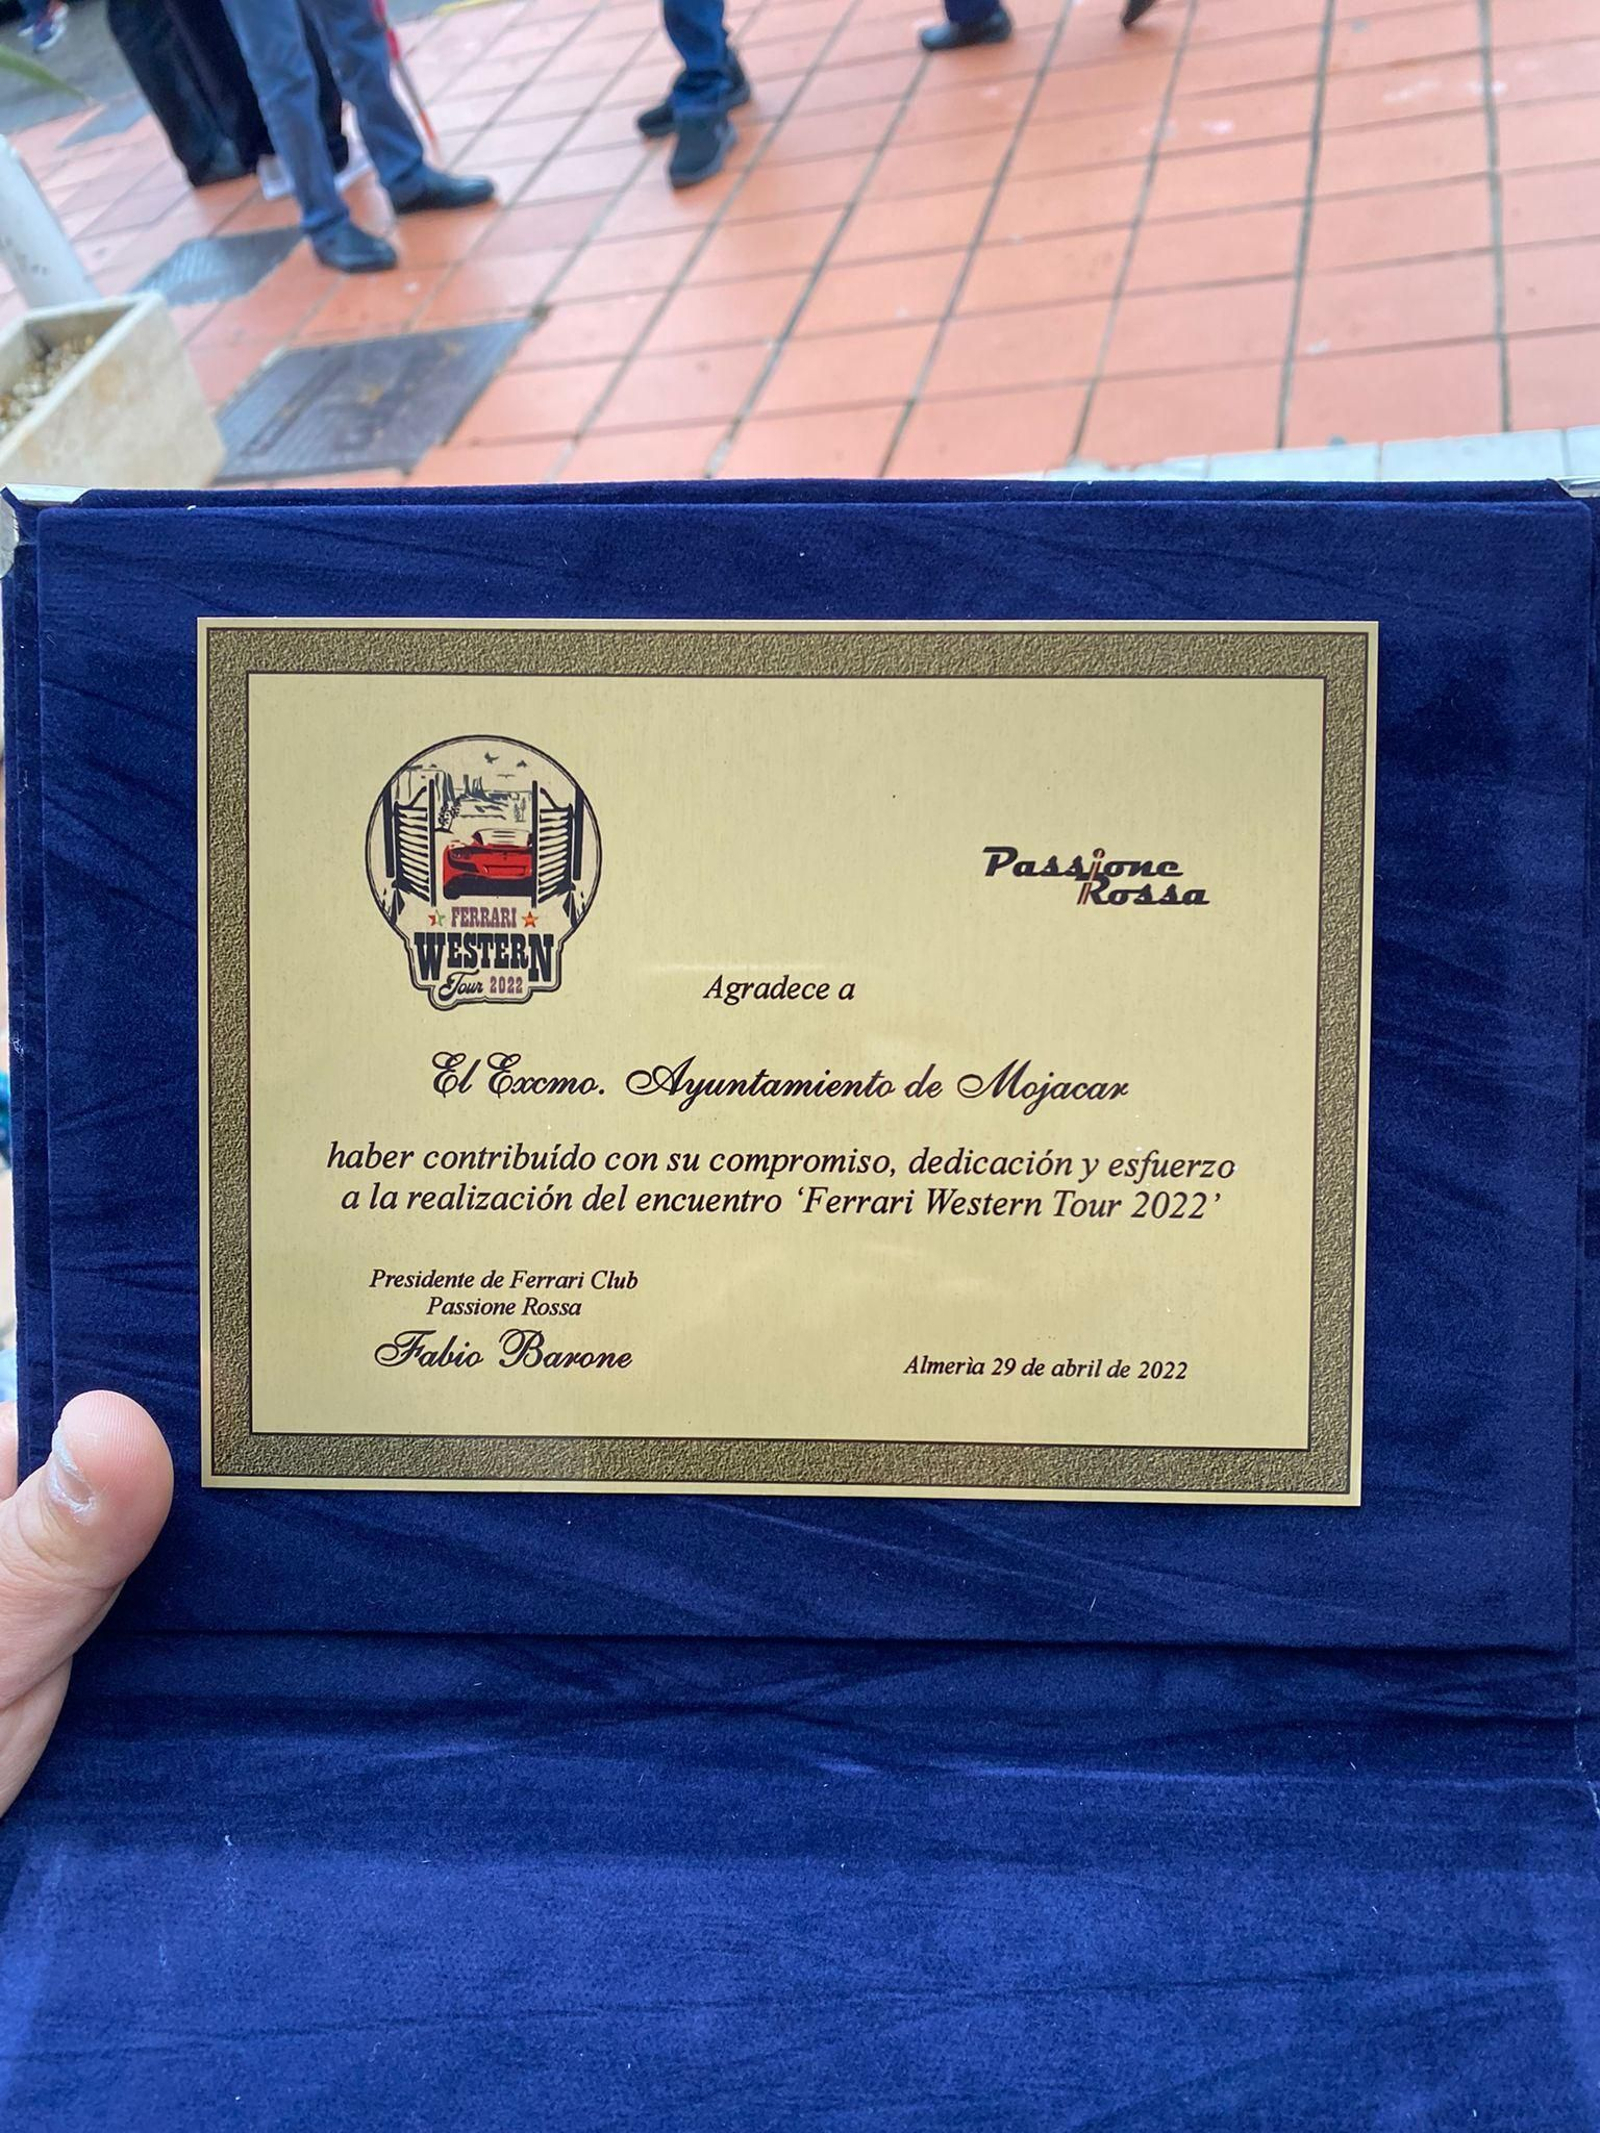 FERRARI
WESTERN
Tour 2022
Passione
Rossa
Agradece a
El Excmo. Ayuntamiento de Mojacar
haber contribuído con su compromiso, dedicación y esfuerzo
a la realización del encuentro ‘Ferrari Western Tour 2022’
Presidente de Ferrari Club
Passione Rossa
Fabio Barone
Almerìa 29 de abril de 2022